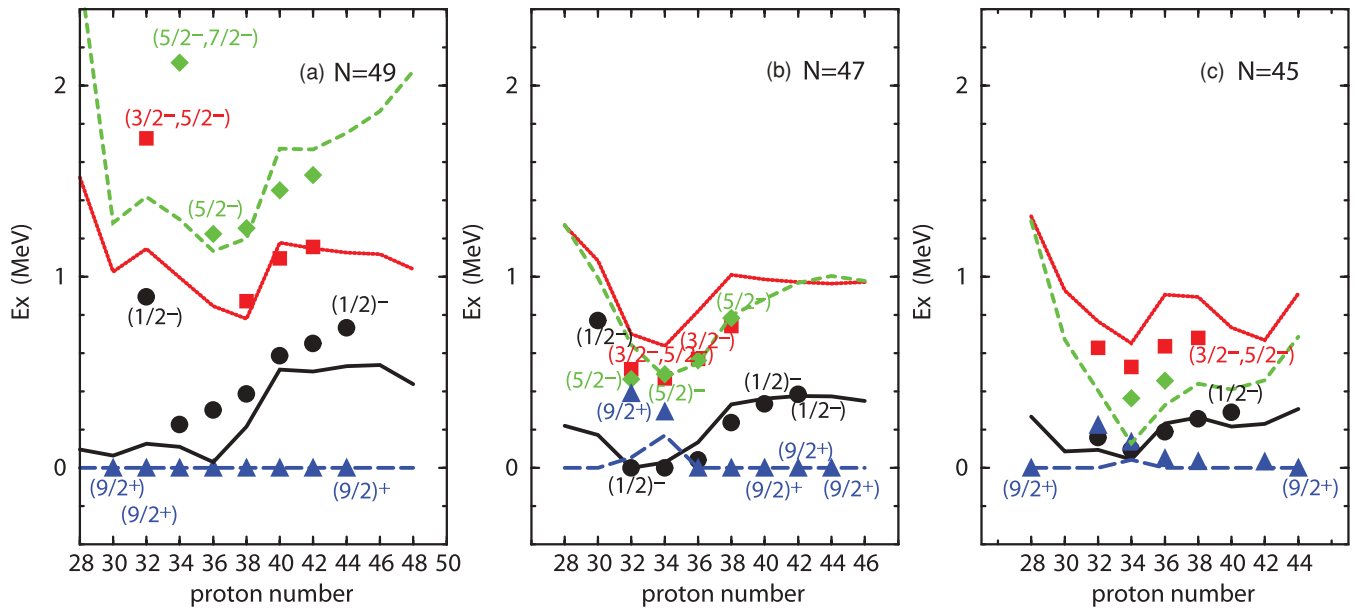 (a) N=49
Ex (MeV)
2
1
0
(5/2−,7/2−)
(3/2−,5/2−)
(5/2−)
(1/2−)
(1/2)−
(9/2+)
(9/2+)
(9/2)+
28 30 32 34 36 38 40 42 44 46 48 50
proton number
(b) N=47
Ex (MeV)
2
1
0
(5/2−)
(1/2−)
(3/2−,5/2−)
(3/2−)
(5/2−)
(5/2)−
(9/2+)
(1/2)−
(1/2−)
(9/2+)
(1/2)−
(9/2)+
(9/2+)
28 30 32 34 36 38 40 42 44 46
proton number
(c) N=45
Ex (MeV)
2
1
0
(3/2−,5/2−)
(1/2−)
(9/2+)
(9/2+)
28 30 32 34 36 38 40 42 44
proton number